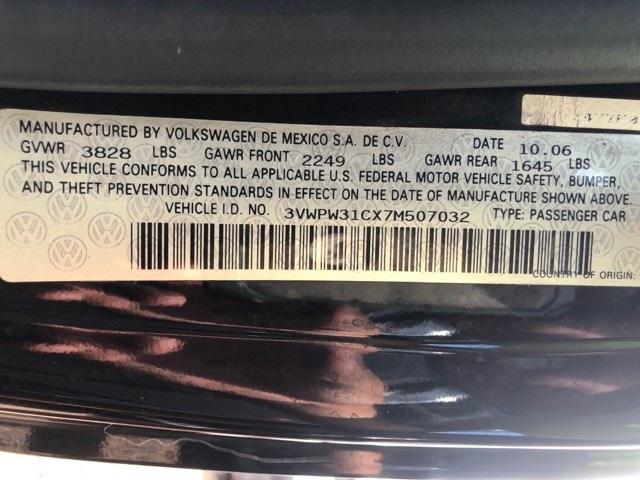 MANUFACTURED BY VOLKSWAGEN DE MEXICO S.A. DE C.V. DATE 10.06
GVWR 3828 LBS GAWR FRONT 2249 LBS GAWR REAR 1645 LBS
THIS VEHICLE CONFORMS TO ALL APPLICABLE U.S. FEDERAL MOTOR VEHICLE SAFETY, BUMPER,
AND THEFT PREVENTION STANDARDS IN EFFECT ON THE DATE OF MANUFACTURE SHOWN ABOVE.
VEHICLE I.D. NO. 3VWPW31CX7M507032 TYPE: PASSENGER CAR
COUNTRY OF ORIGIN: